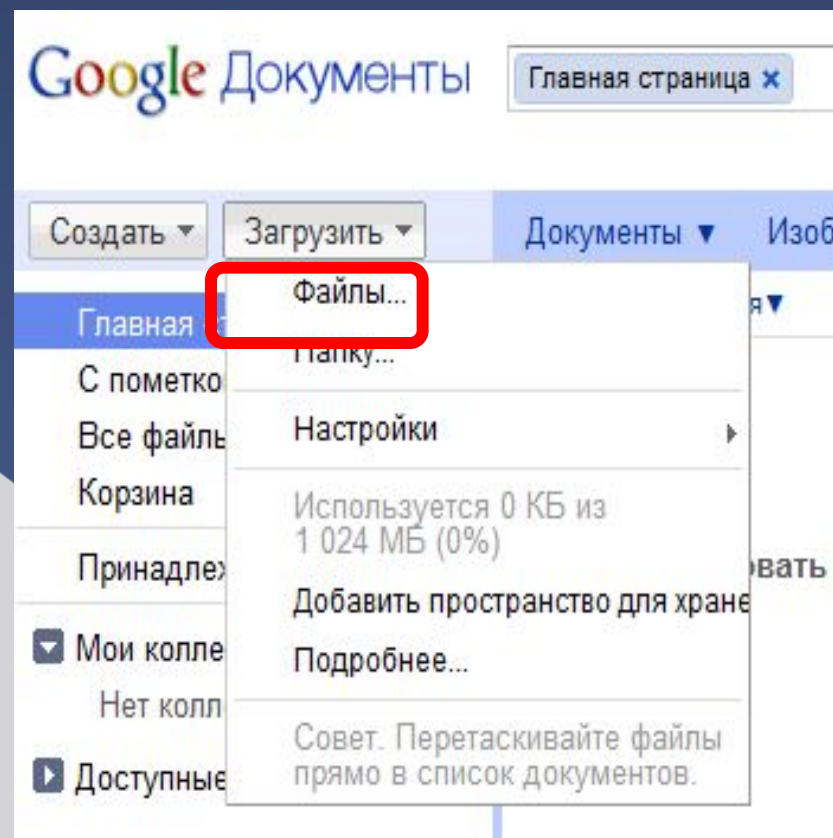 Google Документы
Главная страница ×
Создать ▼ Загрузить ▼ Документы ▼ Изоб
Файлы...
Главная
я▼
Папку...
С пометко
Настройки
Все файлы
Корзина
Используется 0 КБ из
1 024 МБ (0%)
Принадлеж
овать
Добавить пространство для хране
Мои колле
Подробнее...
Нет колл
Совет. Перетаскивайте файлы
прямо в список документов.
Доступные